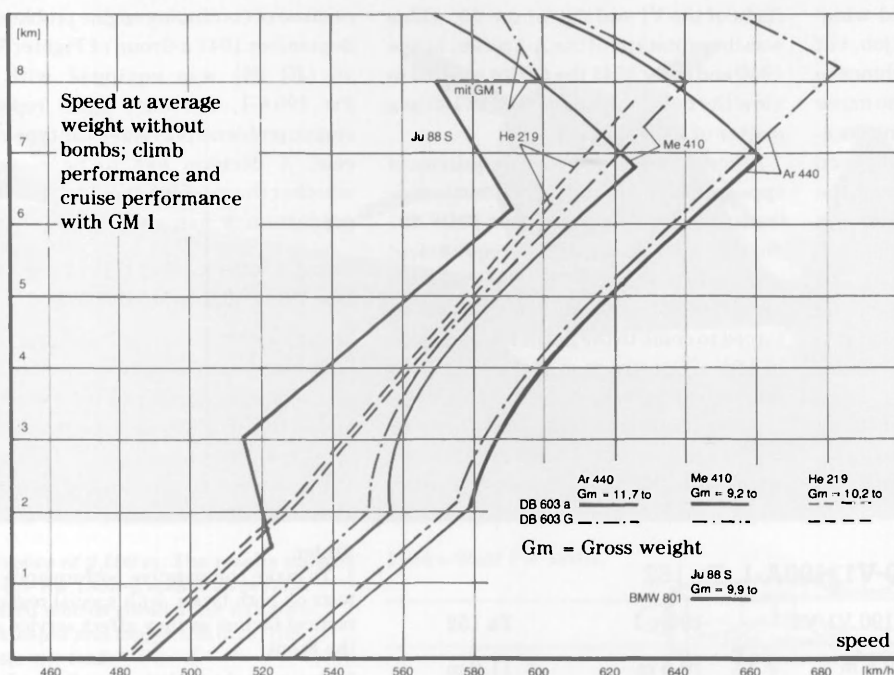 [km]
8
7
6
5
4
3
2
1
Speed at average
weight without
bombs; climb
performance and
cruise performance
with GM 1
mit GM 1
Ju 88 S
He 219
Me 410
Ar 440
Ar 440 Me 410 He 219
Gm = 11,7 to Gm = 9,2 to Gm = 10,2 to
DB 603 a
DB 603 G
Gm = Gross weight
Ju 88 S
Gm = 9,9 to
BMW 801
speed
460 480 500 520 540 560 580 600 620 640 660 680 [km/h